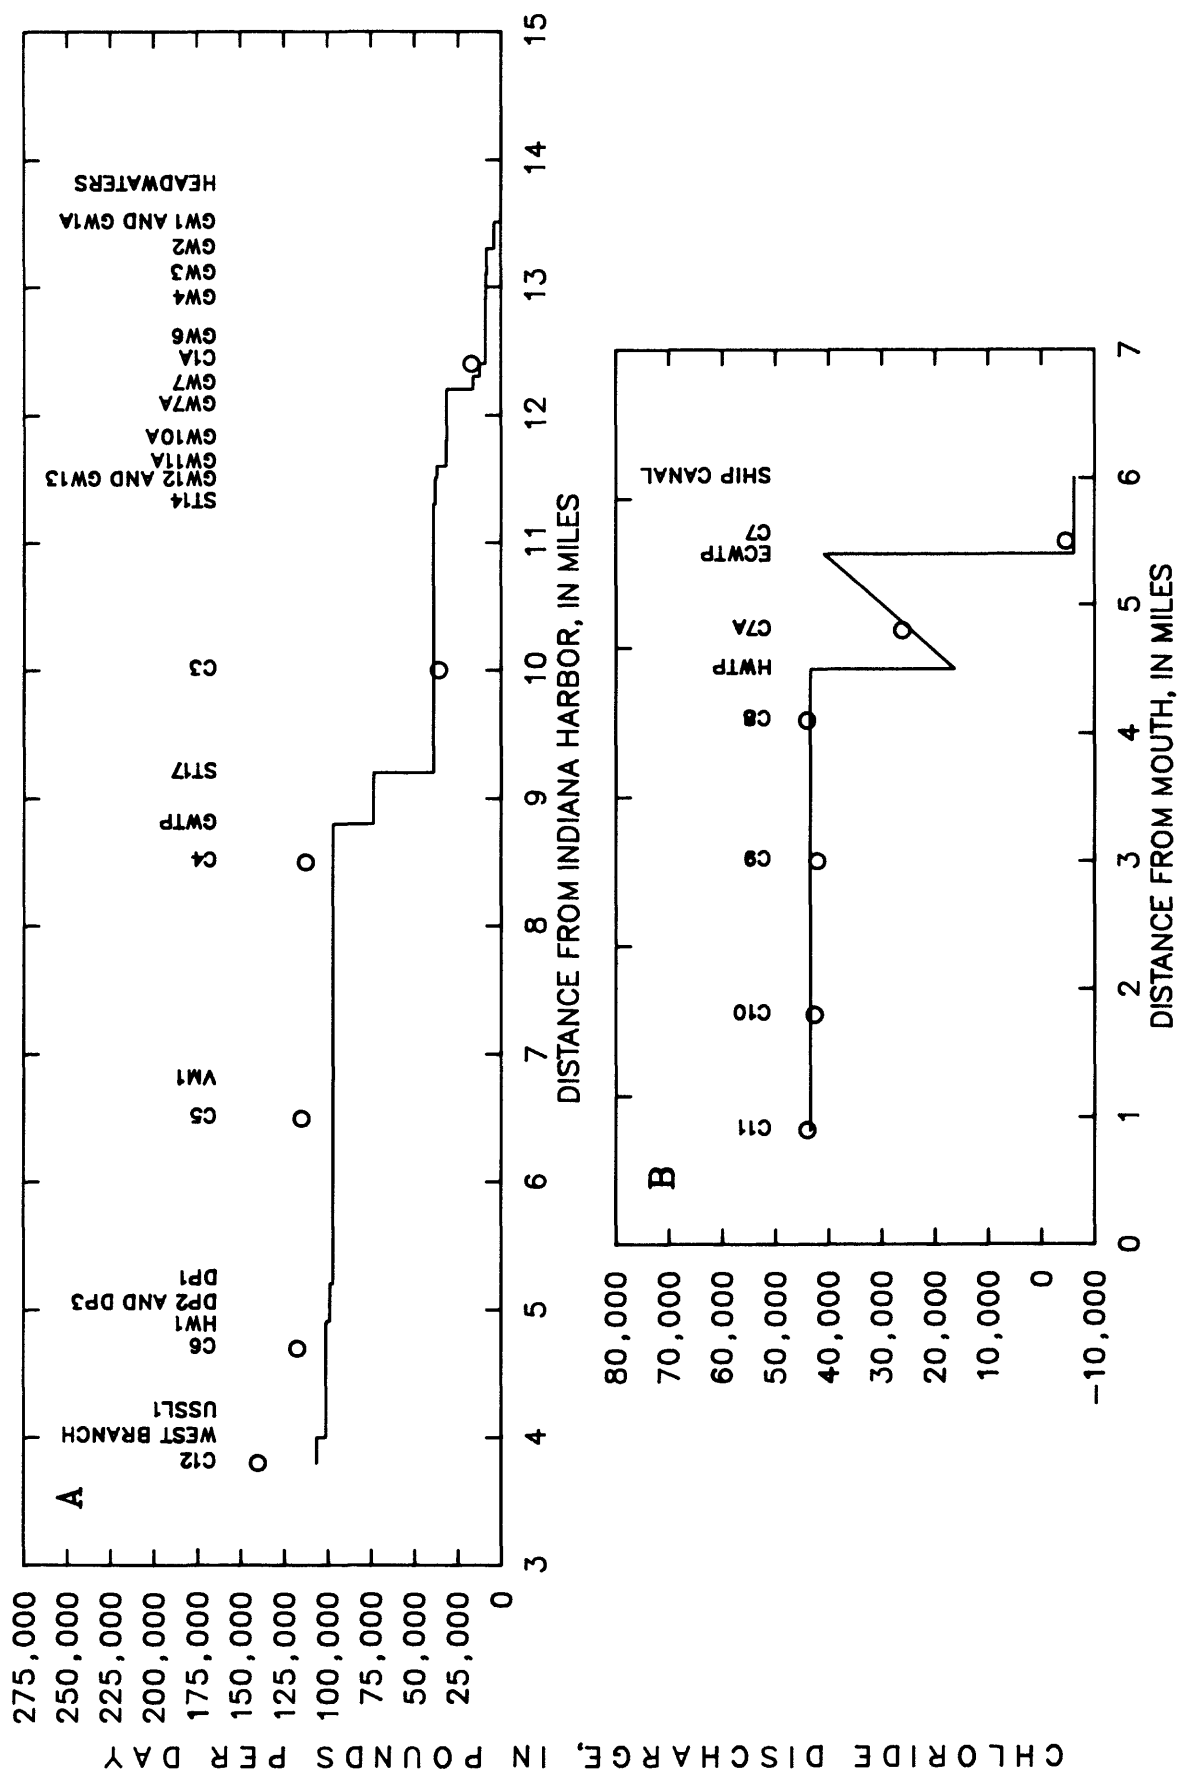 CHLORIDE DISCHARGE, IN POUNDS PER DAY
A
275,000
250,000
225,000
200,000
175,000
150,000
125,000
100,000
75,000
50,000
25,000
0
C12
WEST BRANCH
USSL1
C6
HW1
DP2 AND DP3
DP1
C5
VM1
C4
GWTP
ST17
C3
ST14
GW12 AND GW13
GW11A
GW10A
GW7A
GW7
C1A
GW6
GW4
GW3
GW2
GW1 AND GW1A
HEADWATERS
3 4 5 6 7 8 9 10 11 12 13 14 15
DISTANCE FROM INDIANA HARBOR, IN MILES
B
80,000
70,000
60,000
50,000
40,000
30,000
20,000
10,000
0
-10,000
C11
C10
C9
C8
HWTP
C7A
ECWTP
C7
SHIP CANAL
0 1 2 3 4 5 6 7
DISTANCE FROM MOUTH, IN MILES